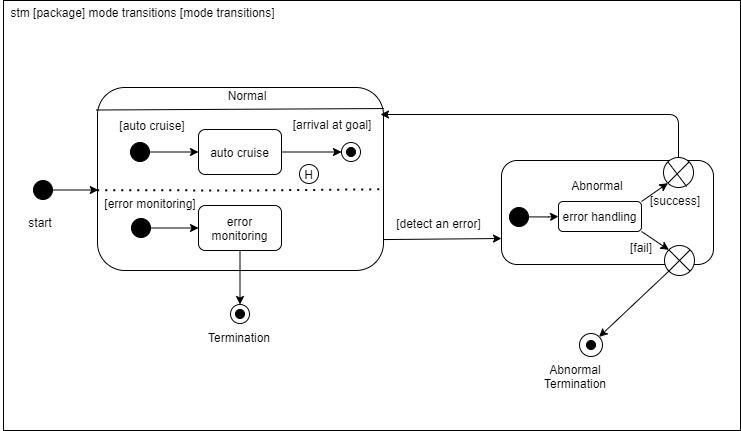 stm [package] mode transitions [mode transitions]
Normal
[auto cruise]
[arrival at goal]
auto cruise
H
[error monitoring]
error
monitoring
start
[detect an error]
Abnormal
error handling
[success]
[fail]
Termination
Abnormal
Termination